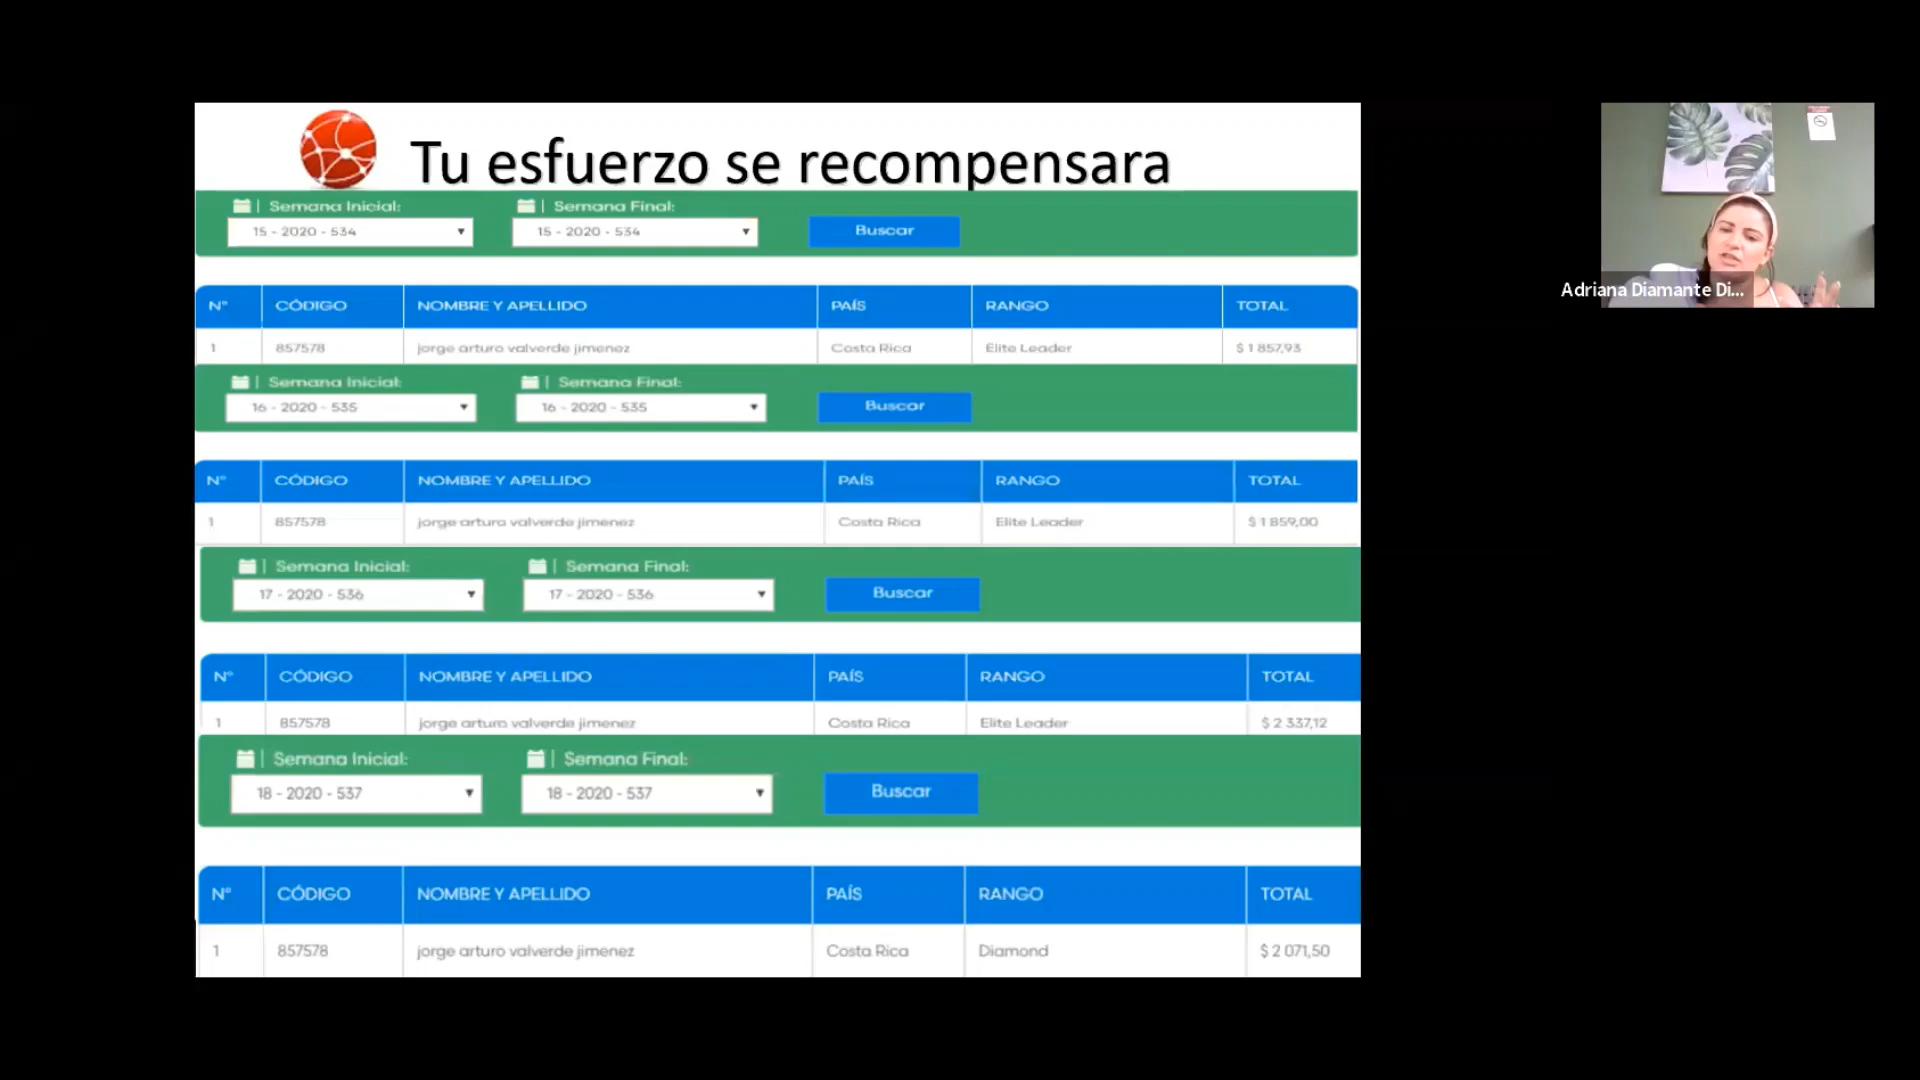 Tu esfuerzo se recompensara
Semana Inicial: Semana Final:
15 - 2020 - 534 15 - 2020 - 534 Buscar
N° CÓDIGO NOMBRE Y APELLIDO PAÍS RANGO TOTAL
1 857578 jorge arturo valverde jimenez Costa Rica Elite Leader $ 1 857,93
Semana Inicial: Semana Final:
16 - 2020 - 535 16 - 2020 - 535 Buscar
N° CÓDIGO NOMBRE Y APELLIDO PAÍS RANGO TOTAL
1 857578 jorge arturo valverde jimenez Costa Rica Elite Leader $ 1 859,00
Semana Inicial: Semana Final:
17 - 2020 - 536 17 - 2020 - 536 Buscar
N° CÓDIGO NOMBRE Y APELLIDO PAÍS RANGO TOTAL
1 857578 jorge arturo valverde jimenez Costa Rica Elite Leader $ 2 337,12
Semana Inicial: Semana Final:
18 - 2020 - 537 18 - 2020 - 537 Buscar
N° CÓDIGO NOMBRE Y APELLIDO PAÍS RANGO TOTAL
1 857578 jorge arturo valverde jimenez Costa Rica Diamond $ 2 071,50
Adriana Diamante Di...